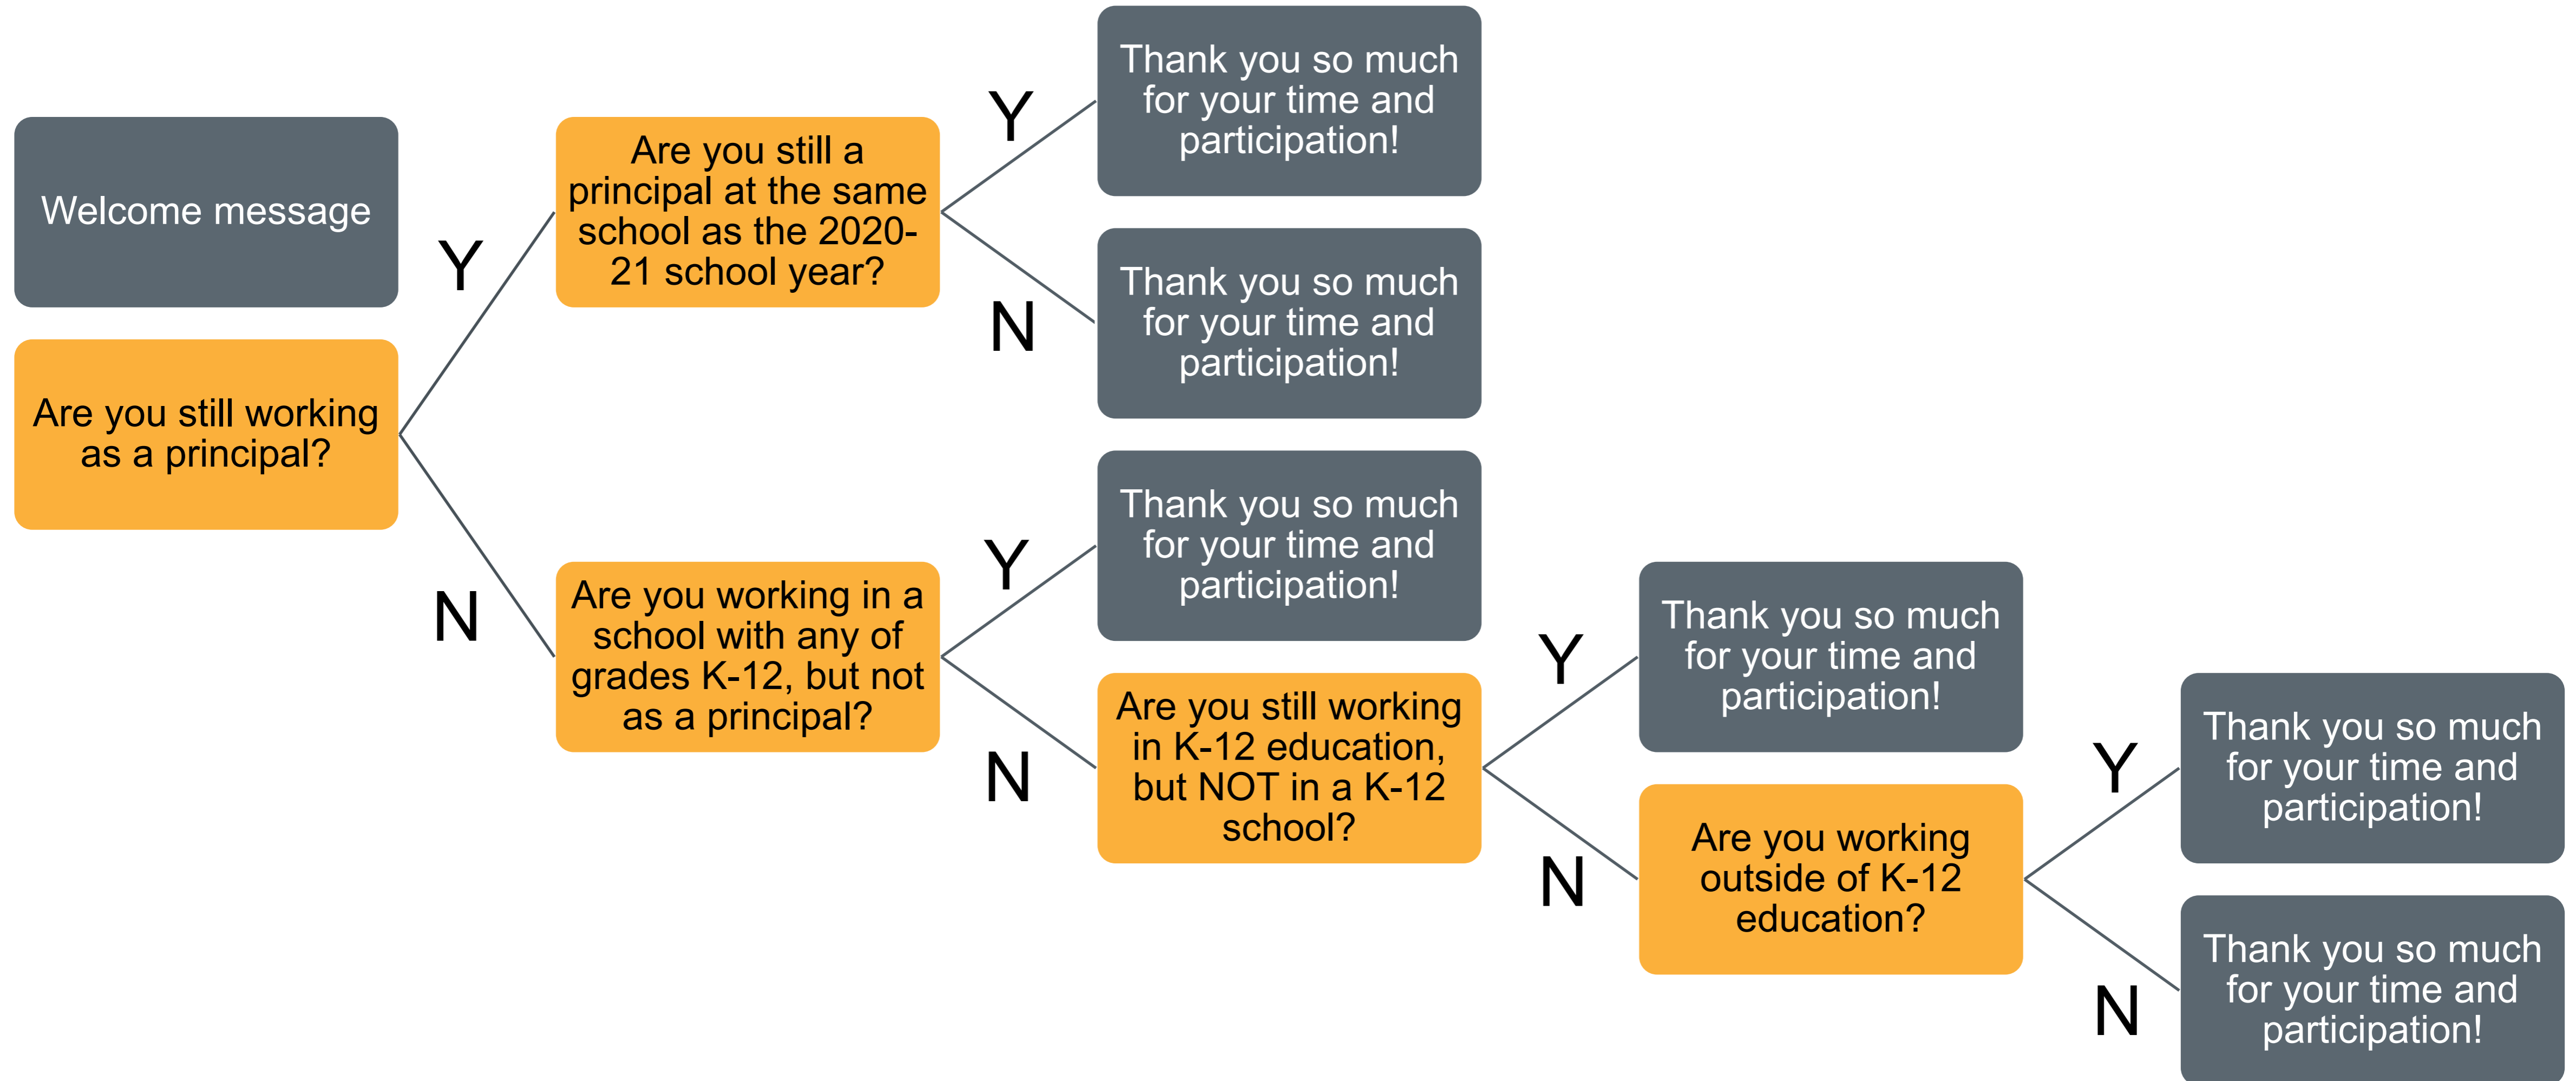 Welcome message
Are you still working
as a principal?
Y
N
Are you still a
principal at the same
school as the 2020-
21 school year?
Y
N
Thank you so much
for your time and
participation!
Thank you so much
for your time and
participation!
Are you working in a
school with any of
grades K-12, but not
as a principal?
Y
N
Thank you so much
for your time and
participation!
Are you still working
in K-12 education,
but NOT in a K-12
school?
Y
N
Thank you so much
for your time and
participation!
Are you working
outside of K-12
education?
Y
N
Thank you so much
for your time and
participation!
Thank you so much
for your time and
participation!